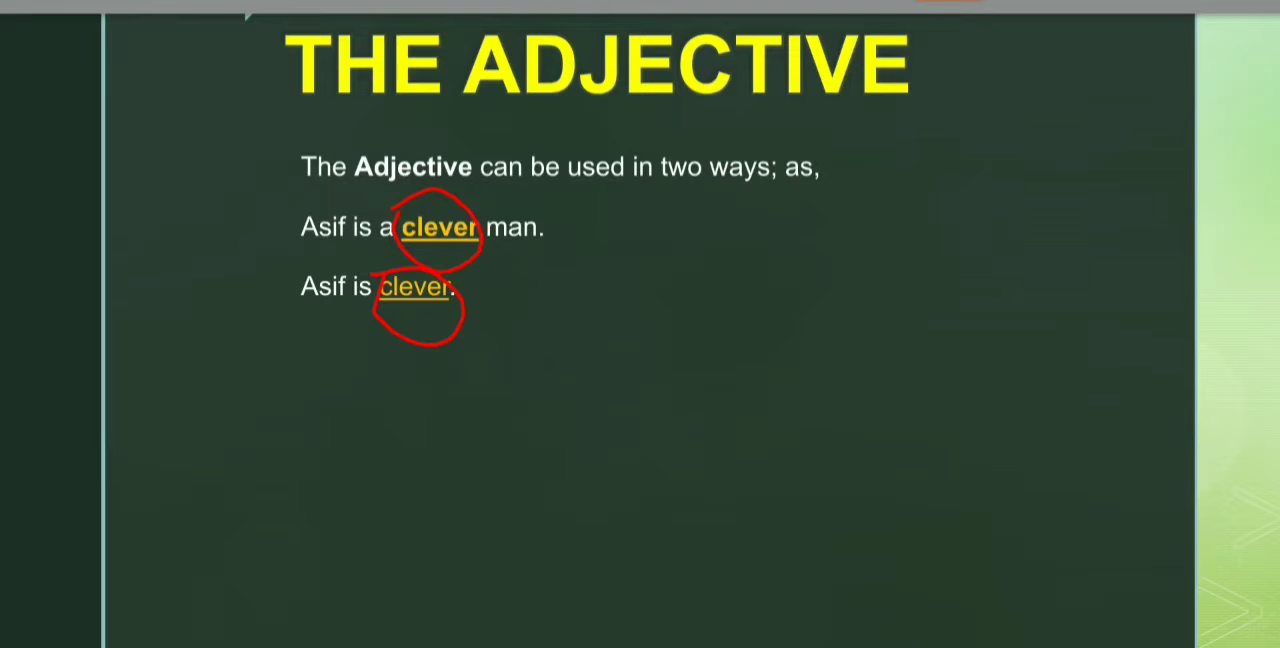 THE ADJECTIVE
The Adjective can be used in two ways; as,
Asif is a clever man.
Asif is clever.